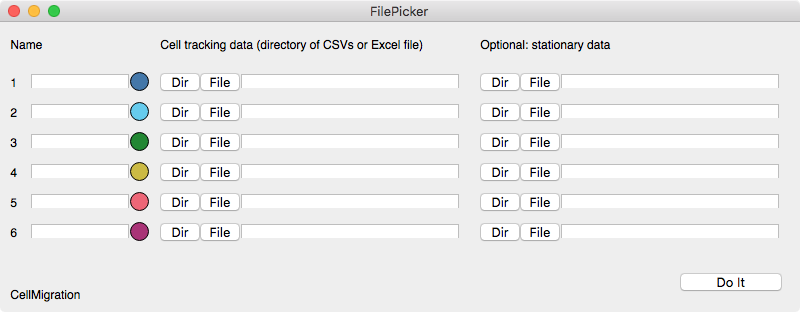 FilePicker
Name Cell tracking data (directory of CSVs or Excel file) Optional: stationary data
1 Dir File Dir File
2 Dir File Dir File
3 Dir File Dir File
4 Dir File Dir File
5 Dir File Dir File
6 Dir File Dir File
Do It
CellMigration